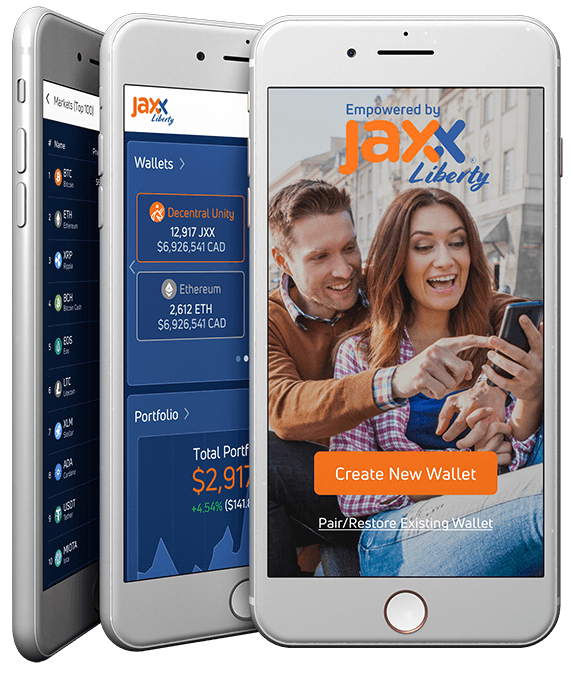 Markets (Top 100)
# Name
1 BTC
Bitcoin
2 ETH
Ethereum
3 XRP
Ripple
4 BCH
Bitcoin Cash
5 EOS
Eos
6 LTC
Litecoin
7 XLM
Stellar
8 ADA
Cardano
9 USDT
Tether
10 MIOTA
Iota
jaxx
Liberty
Wallets
Decentral Unity
12,917 JXX
$6,926,541 CAD
Ethereum
2,612 ETH
$6,926,541 CAD
Portfolio
Total Portf
$2,917
+4.54% ($141.8
Empowered by
jaxx
Liberty
Create New Wallet
Pair/Restore Existing Wallet